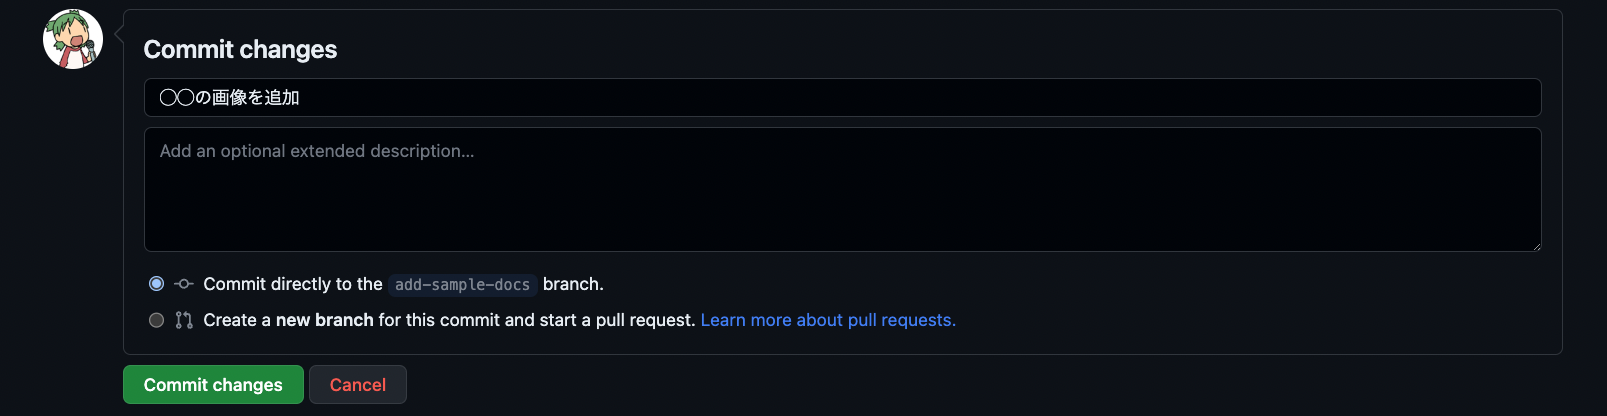 Commit changes
◯◯の画像を追加
Add an optional extended description...
Commit directly to the add-sample-docs branch.
Create a new branch for this commit and start a pull request. Learn more about pull requests.
Commit changes Cancel